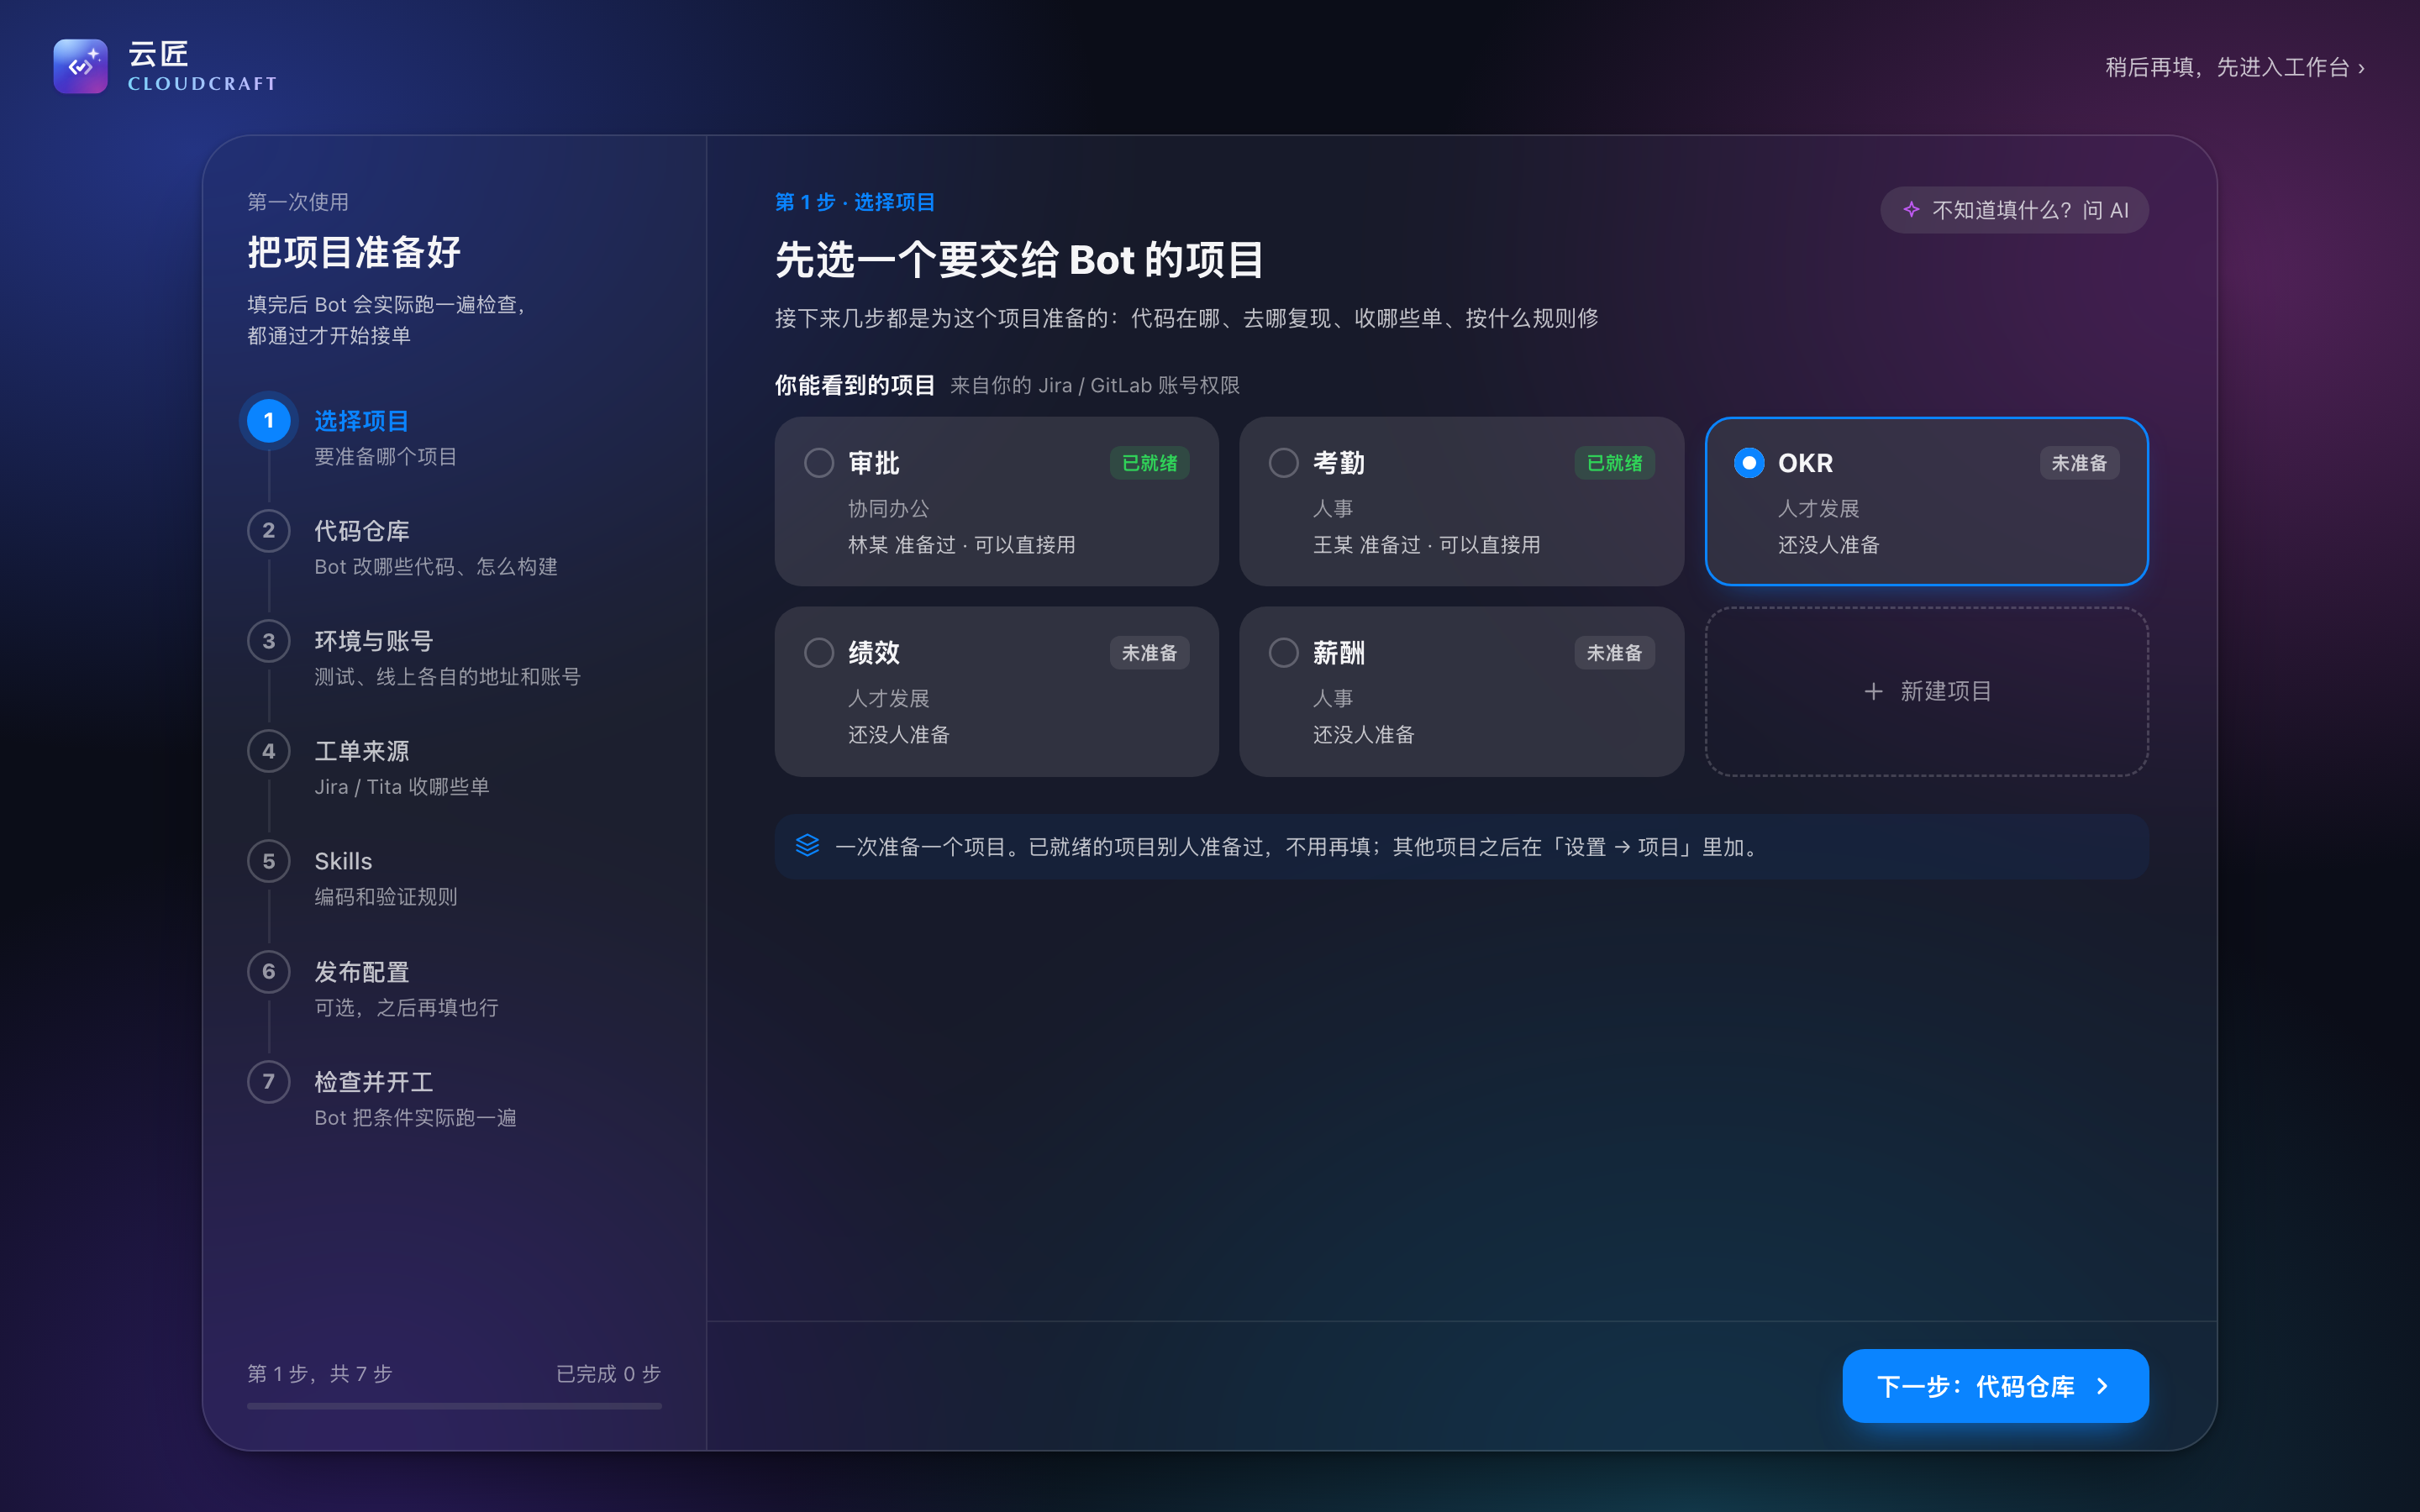 云匠
CLOUDCRAFT
稍后再填，先进入工作台 ›
第一次使用
把项目准备好
填完后 Bot 会实际跑一遍检查，
都通过才开始接单
1
选择项目
要准备哪个项目
2
代码仓库
Bot 改哪些代码、怎么构建
3
环境与账号
测试、线上各自的地址和账号
4
工单来源
Jira / Tita 收哪些单
5
Skills
编码和验证规则
6
发布配置
可选，之后再填也行
7
检查并开工
Bot 把条件实际跑一遍
第 1 步，共 7 步
已完成 0 步
第 1 步 · 选择项目
不知道填什么？问 AI
先选一个要交给 Bot 的项目
接下来几步都是为这个项目准备的：代码在哪、去哪复现、收哪些单、按什么规则修
你能看到的项目 来自你的 Jira / GitLab 账号权限
审批
已就绪
协同办公
林某 准备过 · 可以直接用
考勤
已就绪
人事
王某 准备过 · 可以直接用
OKR
未准备
人才发展
还没人准备
绩效
未准备
人才发展
还没人准备
薪酬
未准备
人事
还没人准备
+ 新建项目
一次准备一个项目。已就绪的项目别人准备过，不用再填；其他项目之后在「设置 → 项目」里加。
下一步：代码仓库